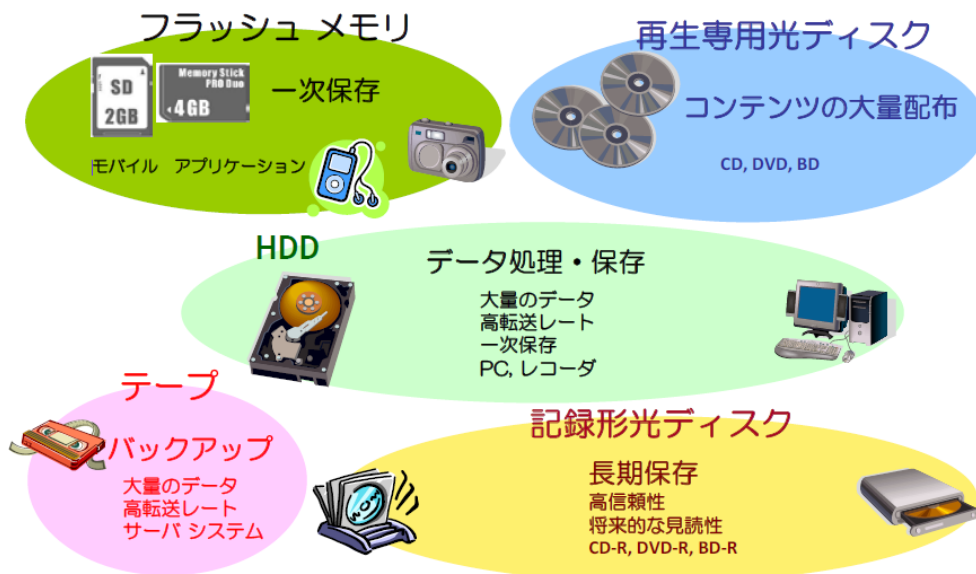 フラッシュ メモリ
SD
2GB
Memory Stick
PRO Duo
4GB
一次保存
モバイル アプリケーション
再生専用光ディスク
コンテンツの大量配布
CD, DVD, BD
HDD
データ処理・保存
大量のデータ
高転送レート
一次保存
PC, レコーダ
テープ
バックアップ
大量のデータ
高転送レート
サーバ システム
記録形光ディスク
長期保存
高信頼性
将来的な見読性
CD-R, DVD-R, BD-R